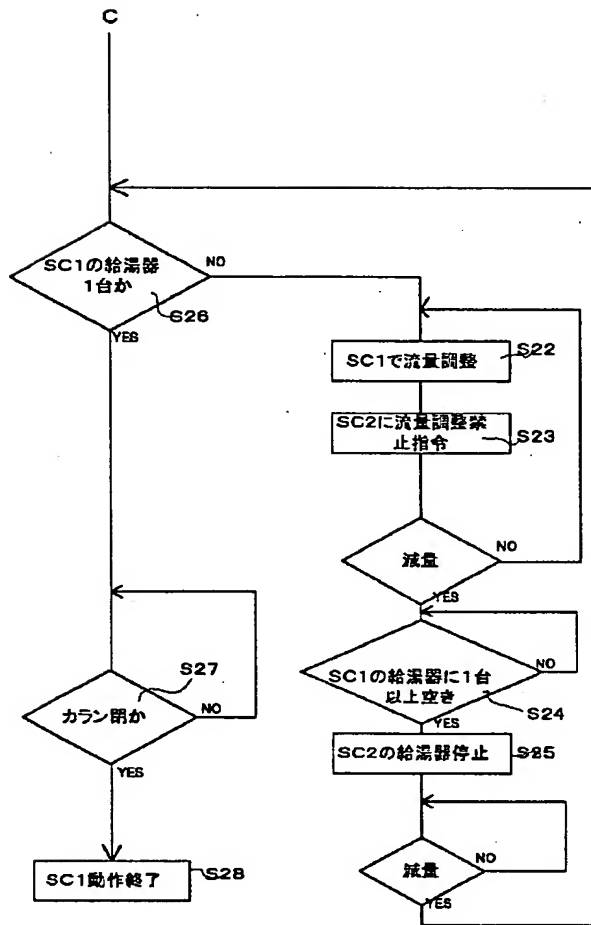 C
SC1の給湯器
1台か
NO
S26
YES
SC1で流量調整
S22
SC2に流量調整禁
止指令
S23
減量
NO
YES
SC1の給湯器に1台
以上空き
NO
S24
YES
SC2の給湯器停止
S25
減量
NO
YES
カラン閉か
S27
NO
YES
SC1動作終了
S28